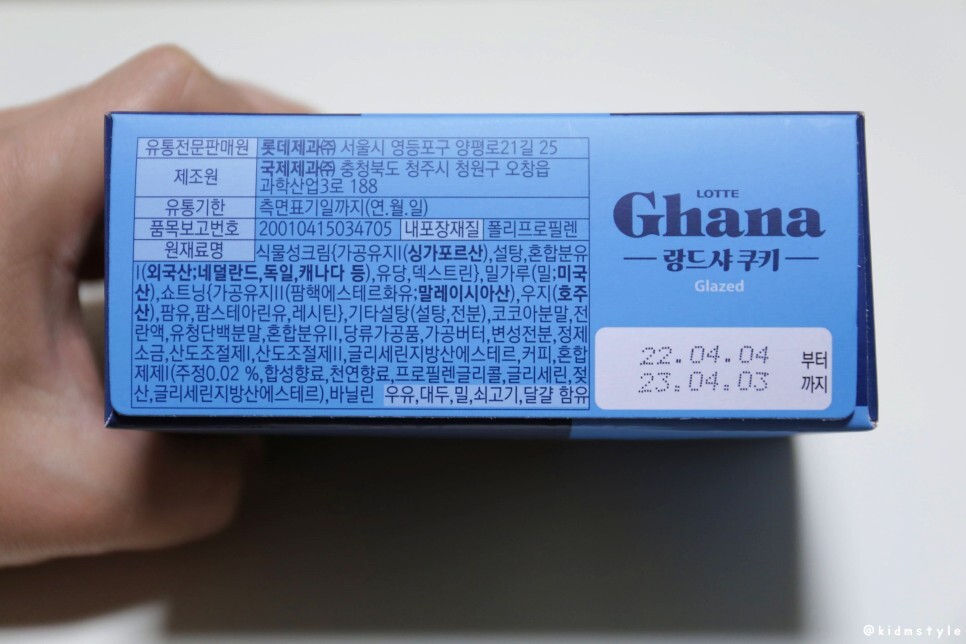 유통전문판매원 롯데제과㈜ 서울시 영등포구 양평로21길 25
제조원 국제제과㈜ 충청북도 청주시 청원구 오창읍
과학산업3로 188
유통기한 측면표기일까지(연.월.일)
품목보고번호 20010415034705 내포장재질 폴리프로필렌
원재료명 식물성크림{가공유지I(싱가포르산),설탕,혼합분유
I(외국산;네덜란드,독일,캐나다 등),유당,덱스트린},밀가루(밀;미국
산),쇼트닝{가공유지II(팜핵에스테르화유;말레이시아산),우지(호주
산),팜유,팜스테아린유,레시틴},기타설탕(설탕,전분),코코아분말,전
란액,유청단백분말,혼합분유II,당류가공품,가공버터,변성전분,정제
소금,산도조절제I,산도조절제II,글리세린지방산에스테르,커피,혼합
제제(주정0.02 %,합성향료,천연향료,프로필렌글리콜,글리세린,젖
산,글리세린지방산에스테르),바닐린 우유,대두,밀,쇠고기,달걀 함유
LOTTE
Ghana
랑드샤 쿠키
Glazed
22.04.04 부터
23.04.03 까지
@kidmstyle